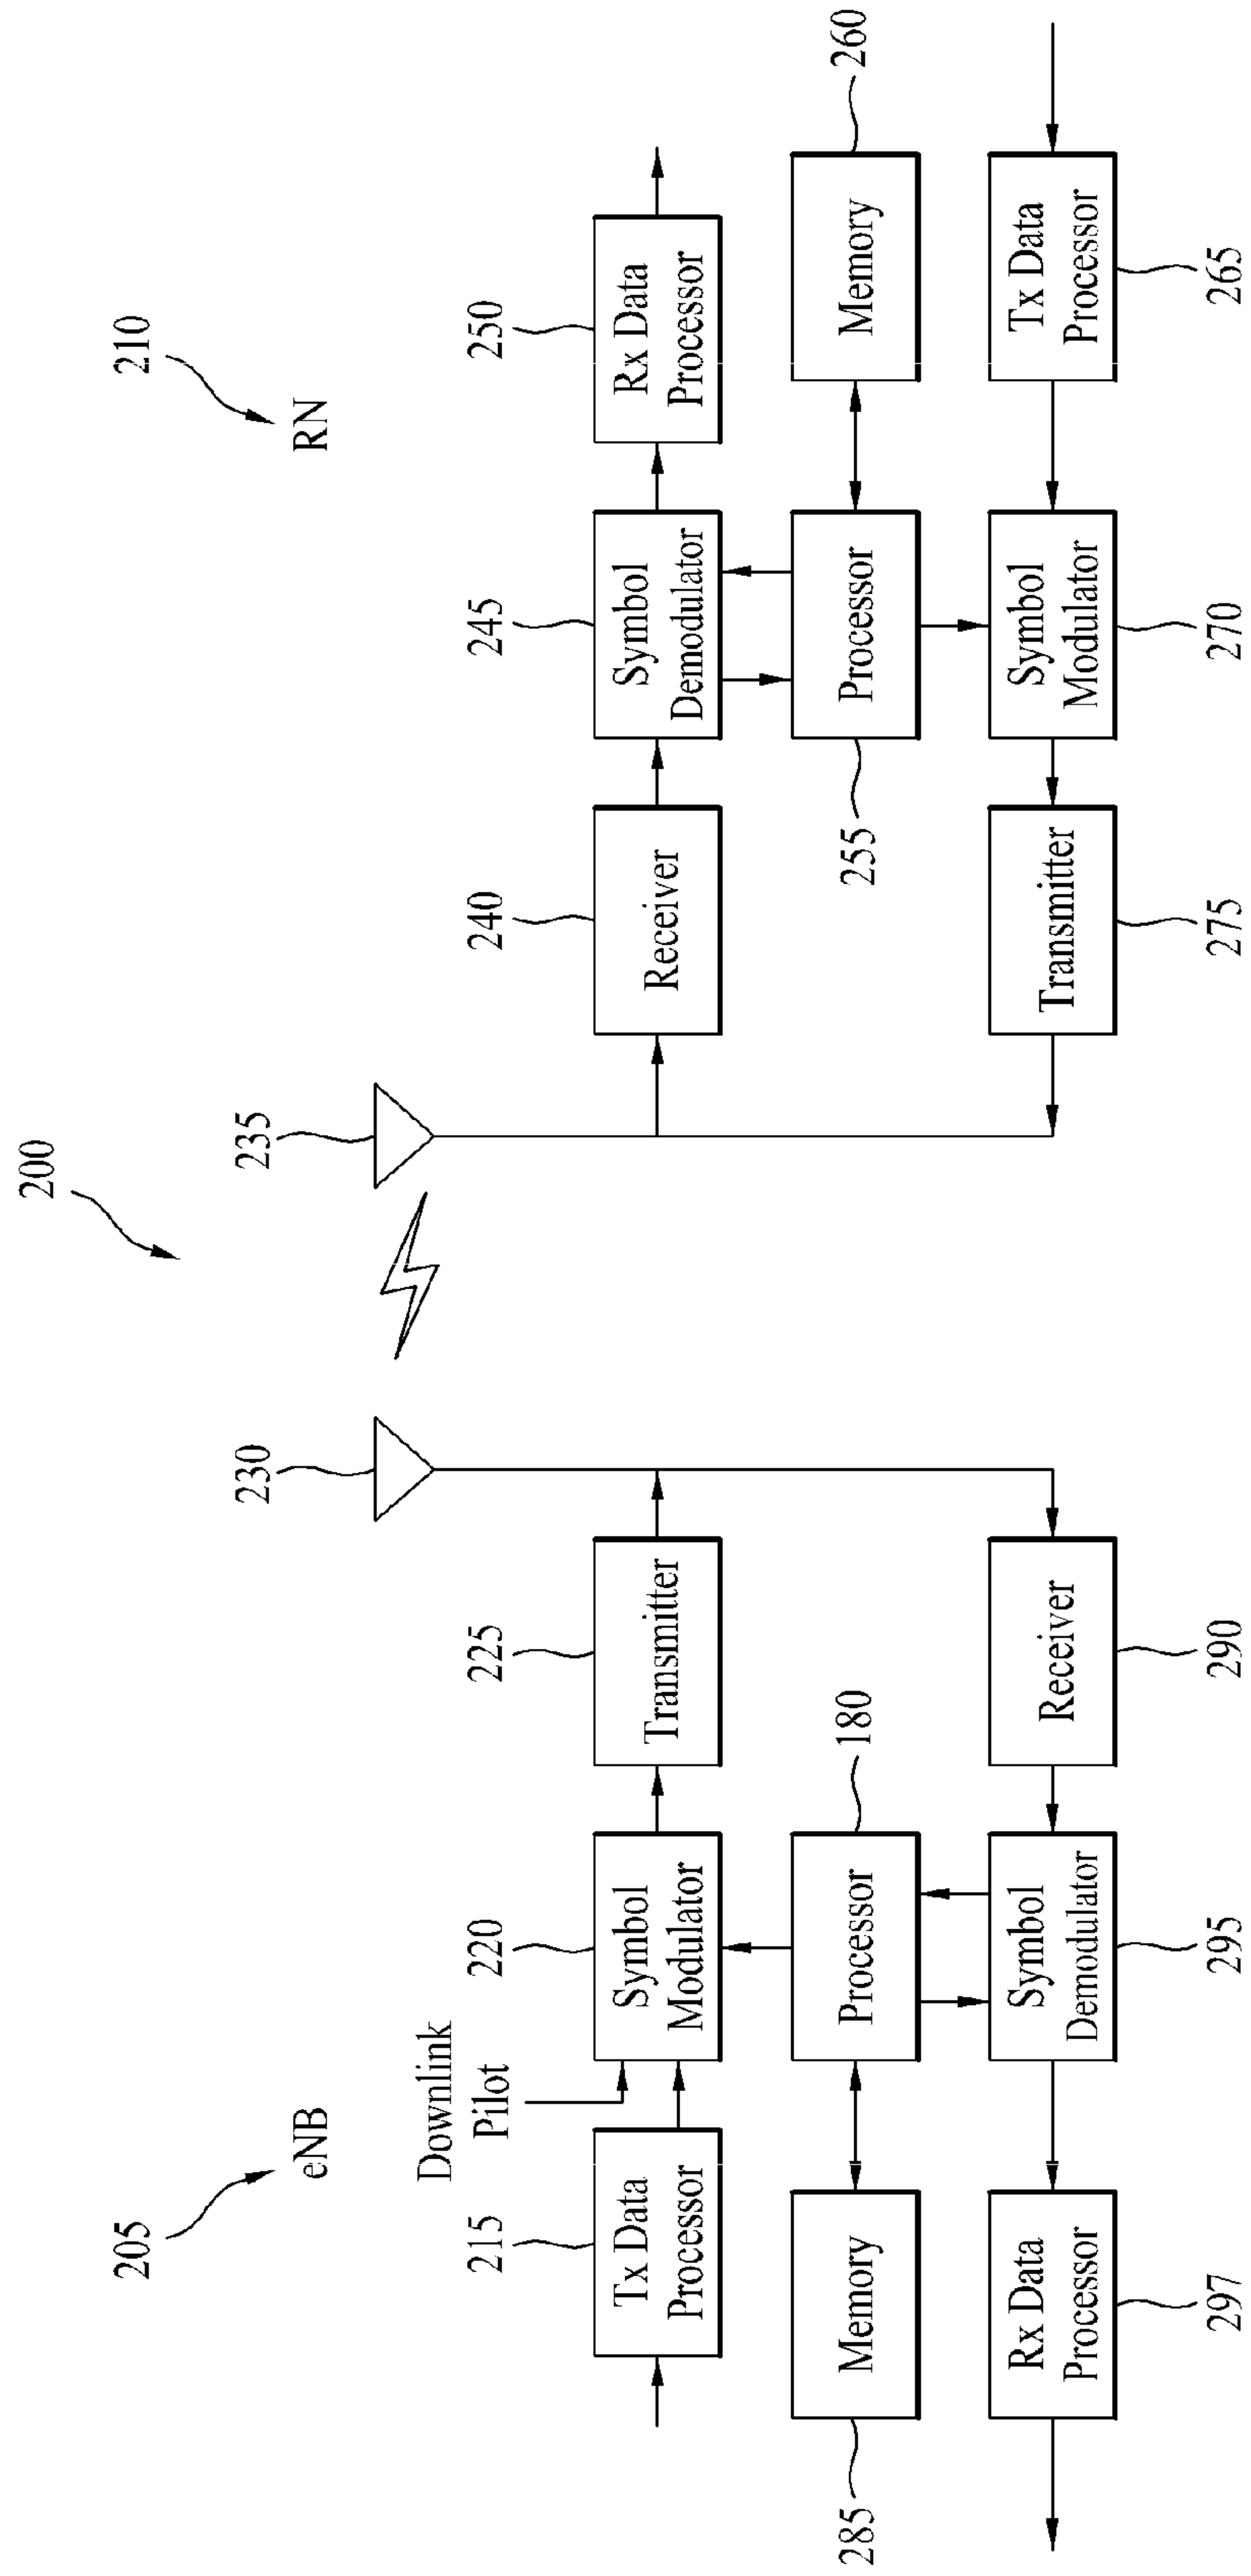 200
205
eNB
210
RN
230
235
Downlink
Pilot
215
220
225
240
245
250
Tx Data
Processor
Symbol
Modulator
Transmitter
Receiver
Symbol
Demodulator
Rx Data
Processor
180
Memory
Processor
Processor
Memory
260
285
255
Rx Data
Processor
Symbol
Demodulator
Receiver
Transmitter
Symbol
Modulator
Tx Data
Processor
297
295
290
275
270
265